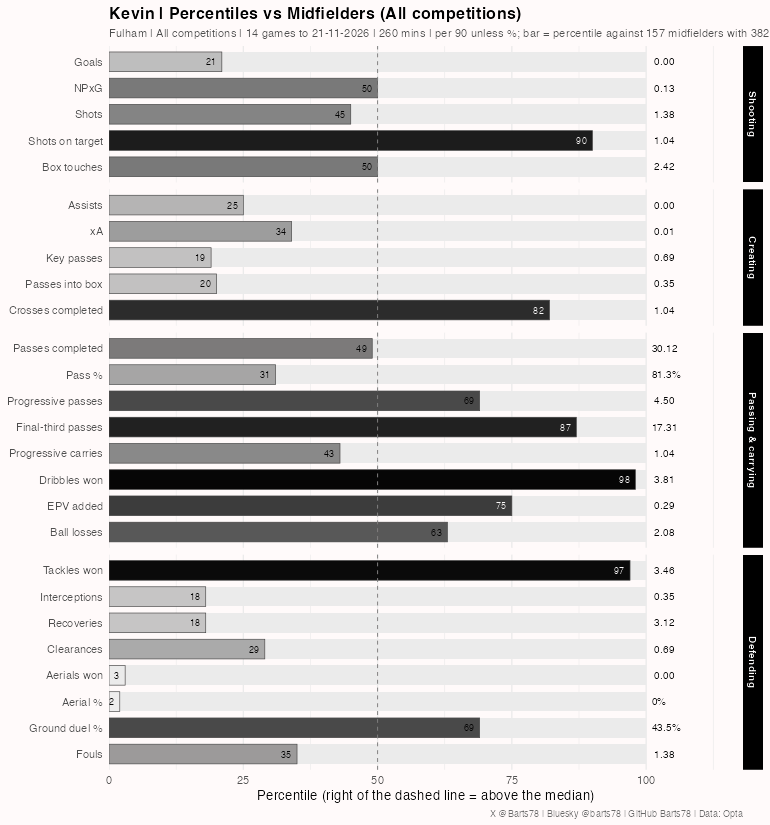 Kevin | Percentiles vs Midfielders (All competitions)
Fulham | All competitions | 14 games to 21-11-2026 | 260 mins | per 90 unless %; bar = percentile against 157 midfielders with 382
Goals 21 0.00
NPxG 50 0.13
Shots 45 1.38
Shots on target 90 1.04
Box touches 50 2.42
Shooting
Assists 25 0.00
xA 34 0.01
Key passes 19 0.69
Passes into box 20 0.35
Crosses completed 82 1.04
Creating
Passes completed 49 30.12
Pass % 31 81.3%
Progressive passes 69 4.50
Final-third passes 87 17.31
Progressive carries 43 1.04
Dribbles won 98 3.81
EPV added 75 0.29
Ball losses 63 2.08
Passing & carrying
Tackles won 97 3.46
Interceptions 18 0.35
Recoveries 18 3.12
Clearances 29 0.69
Aerials won 3 0.00
Aerial % 2 0%
Ground duel % 69 43.5%
Fouls 35 1.38
Defending
0 25 50 75 100
Percentile (right of the dashed line = above the median)
X @Barts78 | Bluesky @barts78 | GitHub Barts78 | Data: Opta